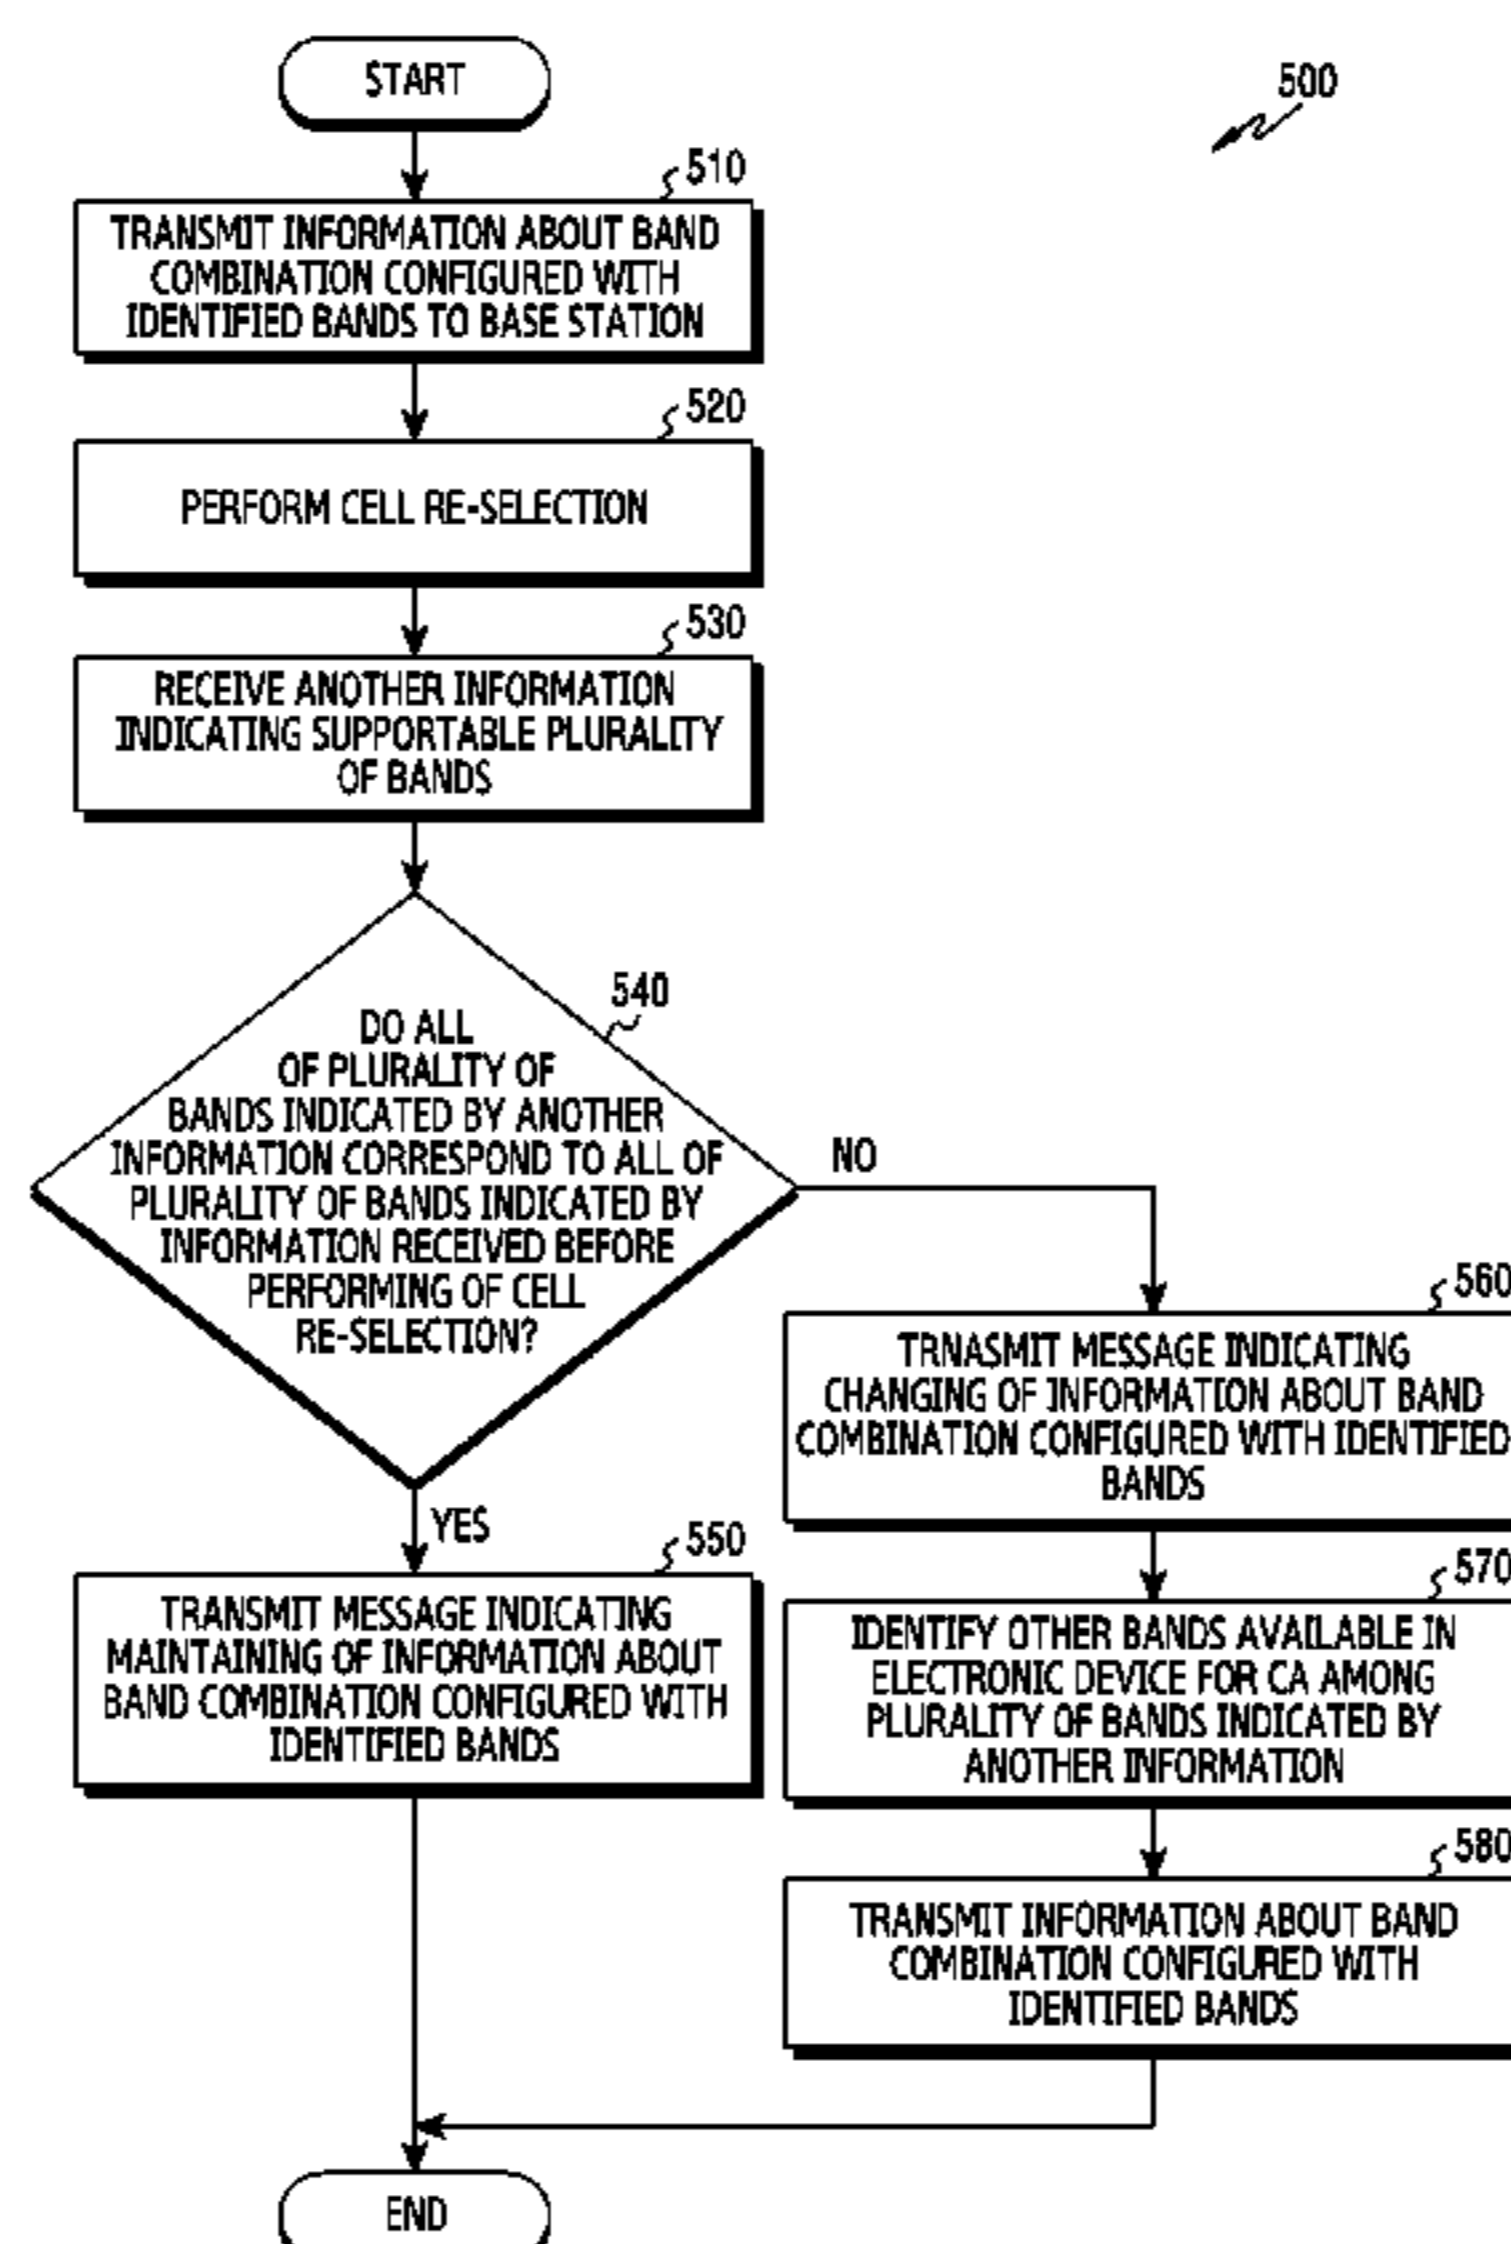 START
500
510
TRANSMIT INFORMATION ABOUT BAND
COMBINATION CONFIGURED WITH
IDENTIFIED BANDS TO BASE STATION
520
PERFORM CELL RE-SELECTION
530
RECEIVE ANOTHER INFORMATION
INDICATING SUPPORTABLE PLURALITY
OF BANDS
540
DO ALL
OF PLURALITY OF
BANDS INDICATED BY ANOTHER
INFORMATION CORRESPOND TO ALL OF
PLURALITY OF BANDS INDICATED BY
INFORMATION RECEIVED BEFORE
PERFORMING OF CELL
RE-SELECTION?
NO
YES
550
TRANSMIT MESSAGE INDICATING
MAINTAINING OF INFORMATION ABOUT
BAND COMBINATION CONFIGURED WITH
IDENTIFIED BANDS
560
TRNASMIT MESSAGE INDICATING
CHANGING OF INFORMATION ABOUT BAND
COMBINATION CONFIGURED WITH IDENTIFIED
BANDS
570
IDENTIFY OTHER BANDS AVAILABLE IN
ELECTRONIC DEVICE FOR CA AMONG
PLURALITY OF BANDS INDICATED BY
ANOTHER INFORMATION
580
TRANSMIT INFORMATION ABOUT BAND
COMBINATION CONFIGURED WITH
IDENTIFIED BANDS
END